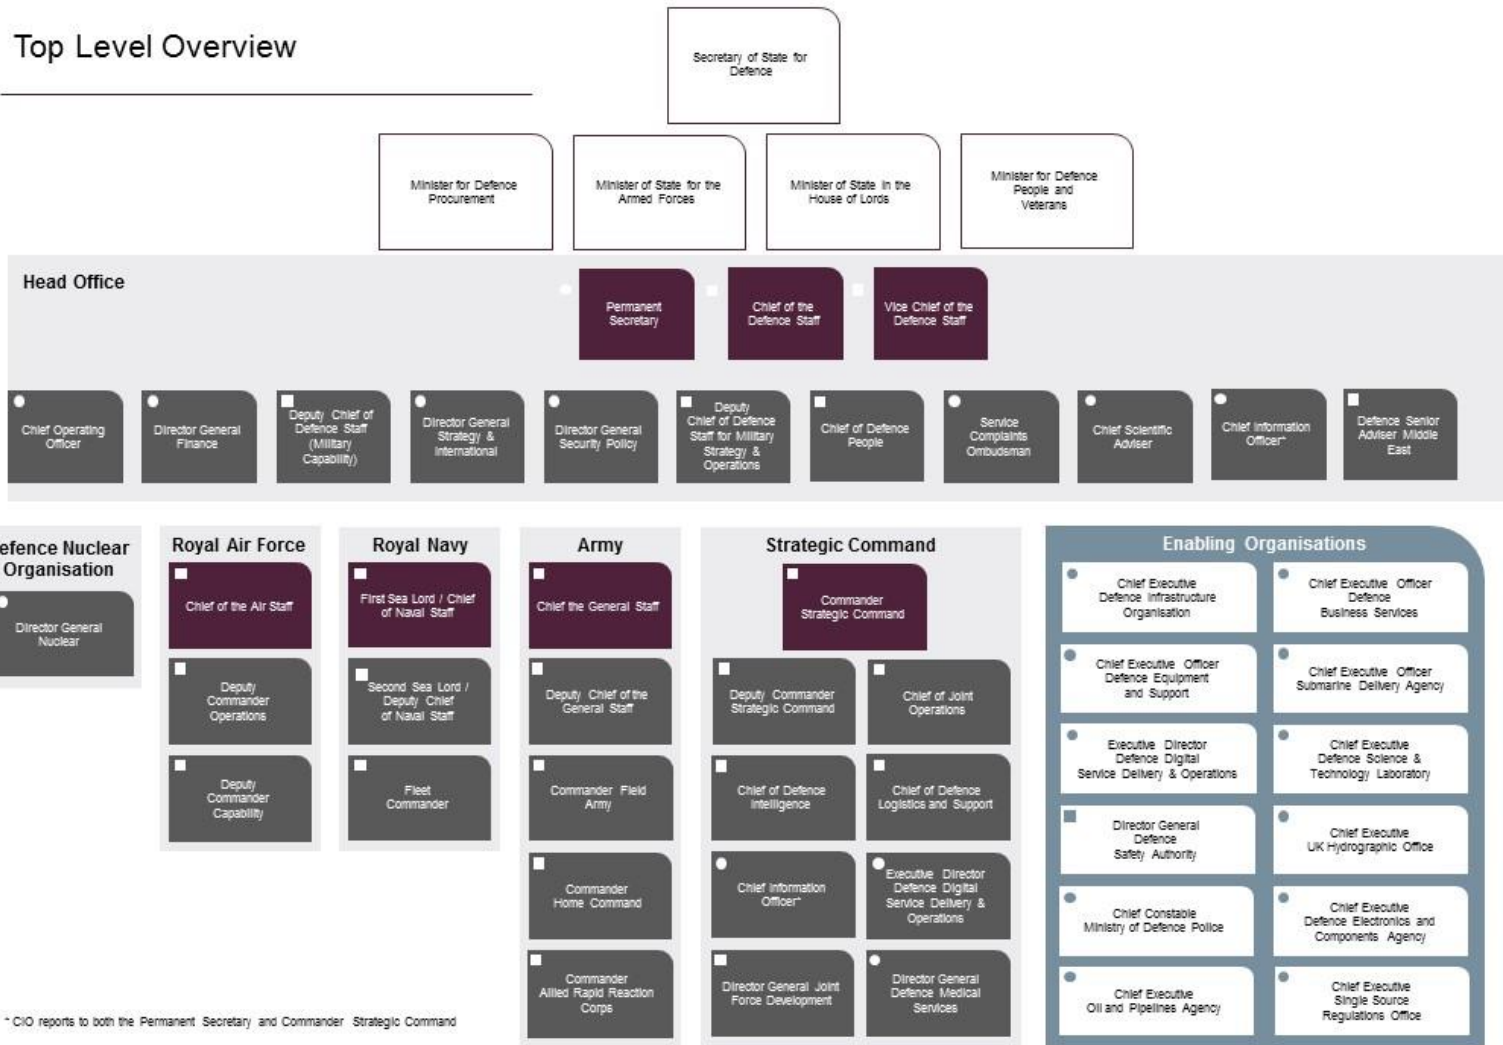 Top Level Overview
Secretary of State for
Defence
Minister for Defence
Procurement
Minister of State for the
Armed Forces
Minister of State in the
House of Lords
Minister for Defence
People and
Veterans
Head Office
Permanent
Secretary
Chief of the
Defence Staff
Vice Chief of the
Defence Staff
Chief Operating
Officer
Director General
Finance
Deputy Chief of
Defence Staff
(Military
Capability)
Director General
Strategy &
International
Director General
Security Policy
Deputy
Chief of Defence
Staff for Military
Strategy &
Operations
Chief of Defence
People
Service
Complaints
Ombudsman
Chief Scientific
Adviser
Chief Information
Officer*
Defence Senior
Adviser Middle
East
efence Nuclear
Organisation
Director General
Nuclear
Royal Air Force
Chief of the Air Staff
Deputy
Commander
Operations
Deputy
Commander
Capability
Royal Navy
First Sea Lord / Chief
of Naval Staff
Second Sea Lord /
Deputy Chief
of Naval Staff
Fleet
Commander
Army
Chief the General Staff
Deputy Chief of the
General Staff
Commander Field
Army
Commander
Home Command
Commander
Allied Rapid Reaction
Corps
Strategic Command
Commander
Strategic Command
Deputy Commander
Strategic Command
Chief of Joint
Operations
Chief of Defence
Intelligence
Chief of Defence
Logistics and Support
Chief Information
Officer*
Executive Director
Defence Digital
Service Delivery &
Operations
Director General Joint
Force Development
Director General
Defence Medical
Services
Enabling Organisations
Chief Executive
Defence Infrastructure
Organisation
Chief Executive Officer
Defence
Business Services
Chief Executive Officer
Defence Equipment
and Support
Chief Executive Officer
Submarine Delivery Agency
Executive Director
Defence Digital
Service Delivery & Operations
Chief Executive
Defence Science &
Technology Laboratory
Director General
Defence
Safety Authority
Chief Executive
UK Hydrographic Office
Chief Constable
Ministry of Defence Police
Chief Executive
Defence Electronics and
Components Agency
Chief Executive
Oil and Pipelines Agency
Chief Executive
Single Source
Regulations Office
* CIO reports to both the Permanent Secretary and Commander Strategic Command